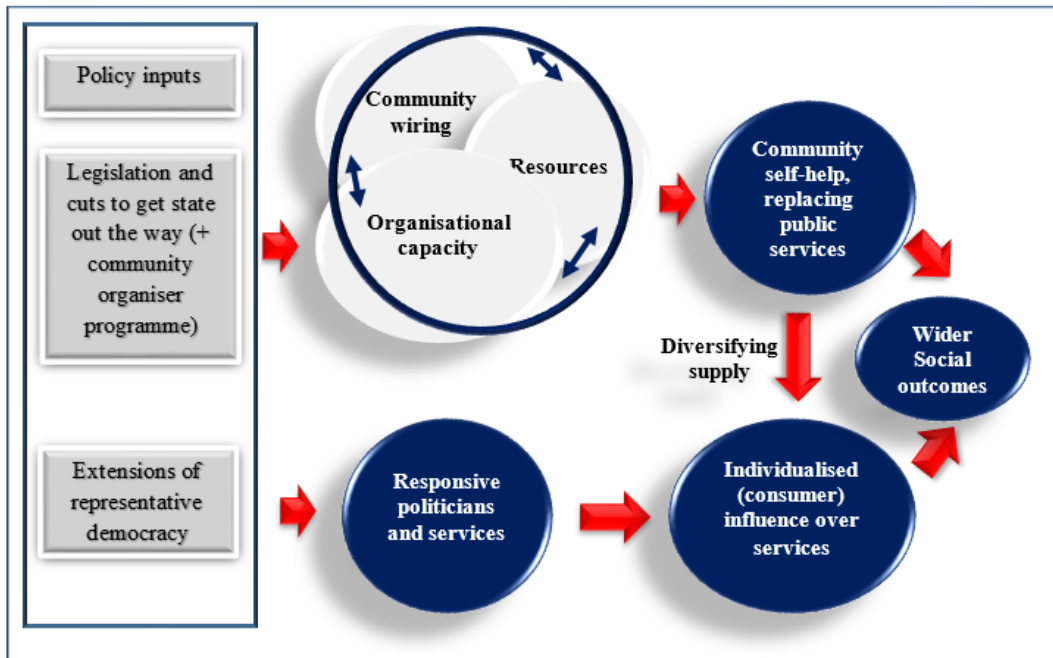 Policy inputs
Legislation and
cuts to get state
out the way (+
community
organiser
programme)
Extensions of
representative
democracy
Community
wiring
Resources
Organisational
capacity
Community
self-help,
replacing
public
services
Diversifying
supply
Wider
Social
outcomes
Responsive
politicians
and services
Individualised
(consumer)
influence over
services